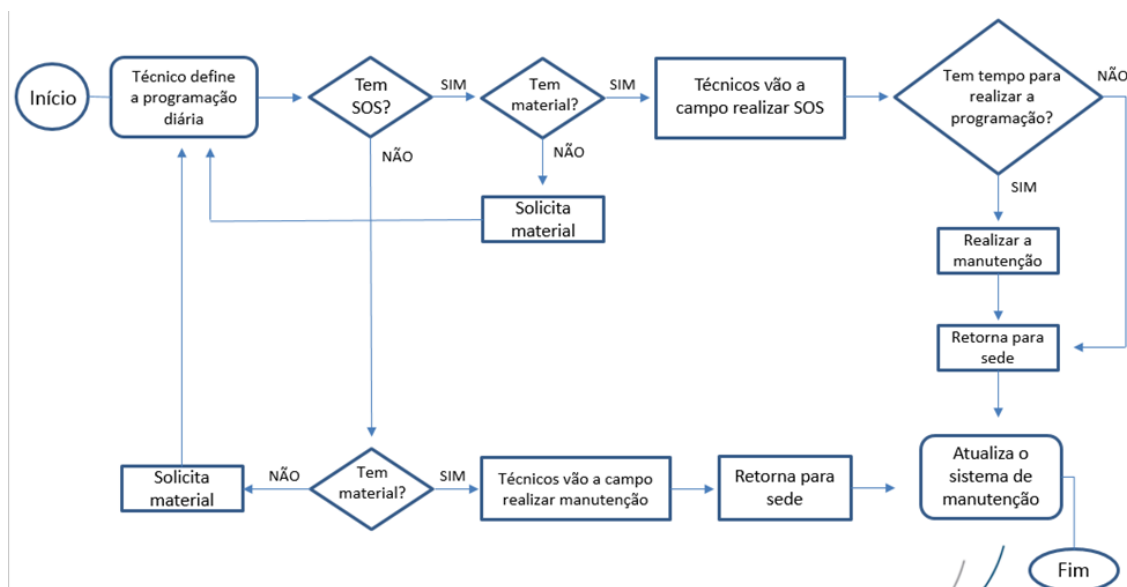 Início
Técnico define
a programação
diária
Tem
SOS?
SIM
NÃO
Tem
material?
SIM
NÃO
Solicita
material
Técnicos vão a
campo realizar SOS
Tem tempo para
realizar a
programação?
NÃO
SIM
Realizar a
manutenção
Retorna para
sede
Solicita
material
NÃO
Tem
material?
SIM
Técnicos vão a campo
realizar manutenção
Retorna para
sede
Atualiza o
sistema de
manutenção
Fim